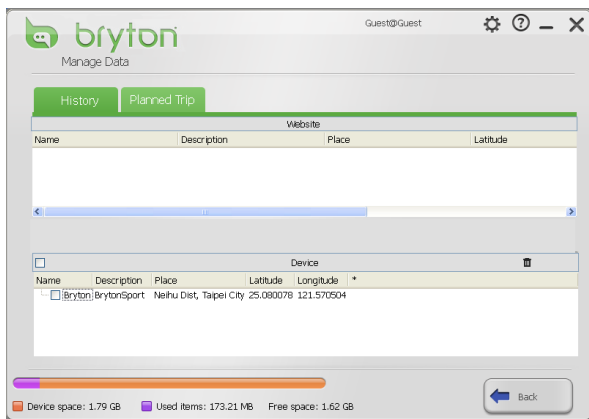 bryton
Guest@Guest
Manage Data
History Planned Trip
Website
Name Description Place Latitude
Device
Name Description Place Latitude Longitude *
Bryton BrytonSport Neihu Dist, Taipei City 25.080078 121.570504
Device space: 1.79 GB Used items: 173.21 MB Free space: 1.62 GB
Back